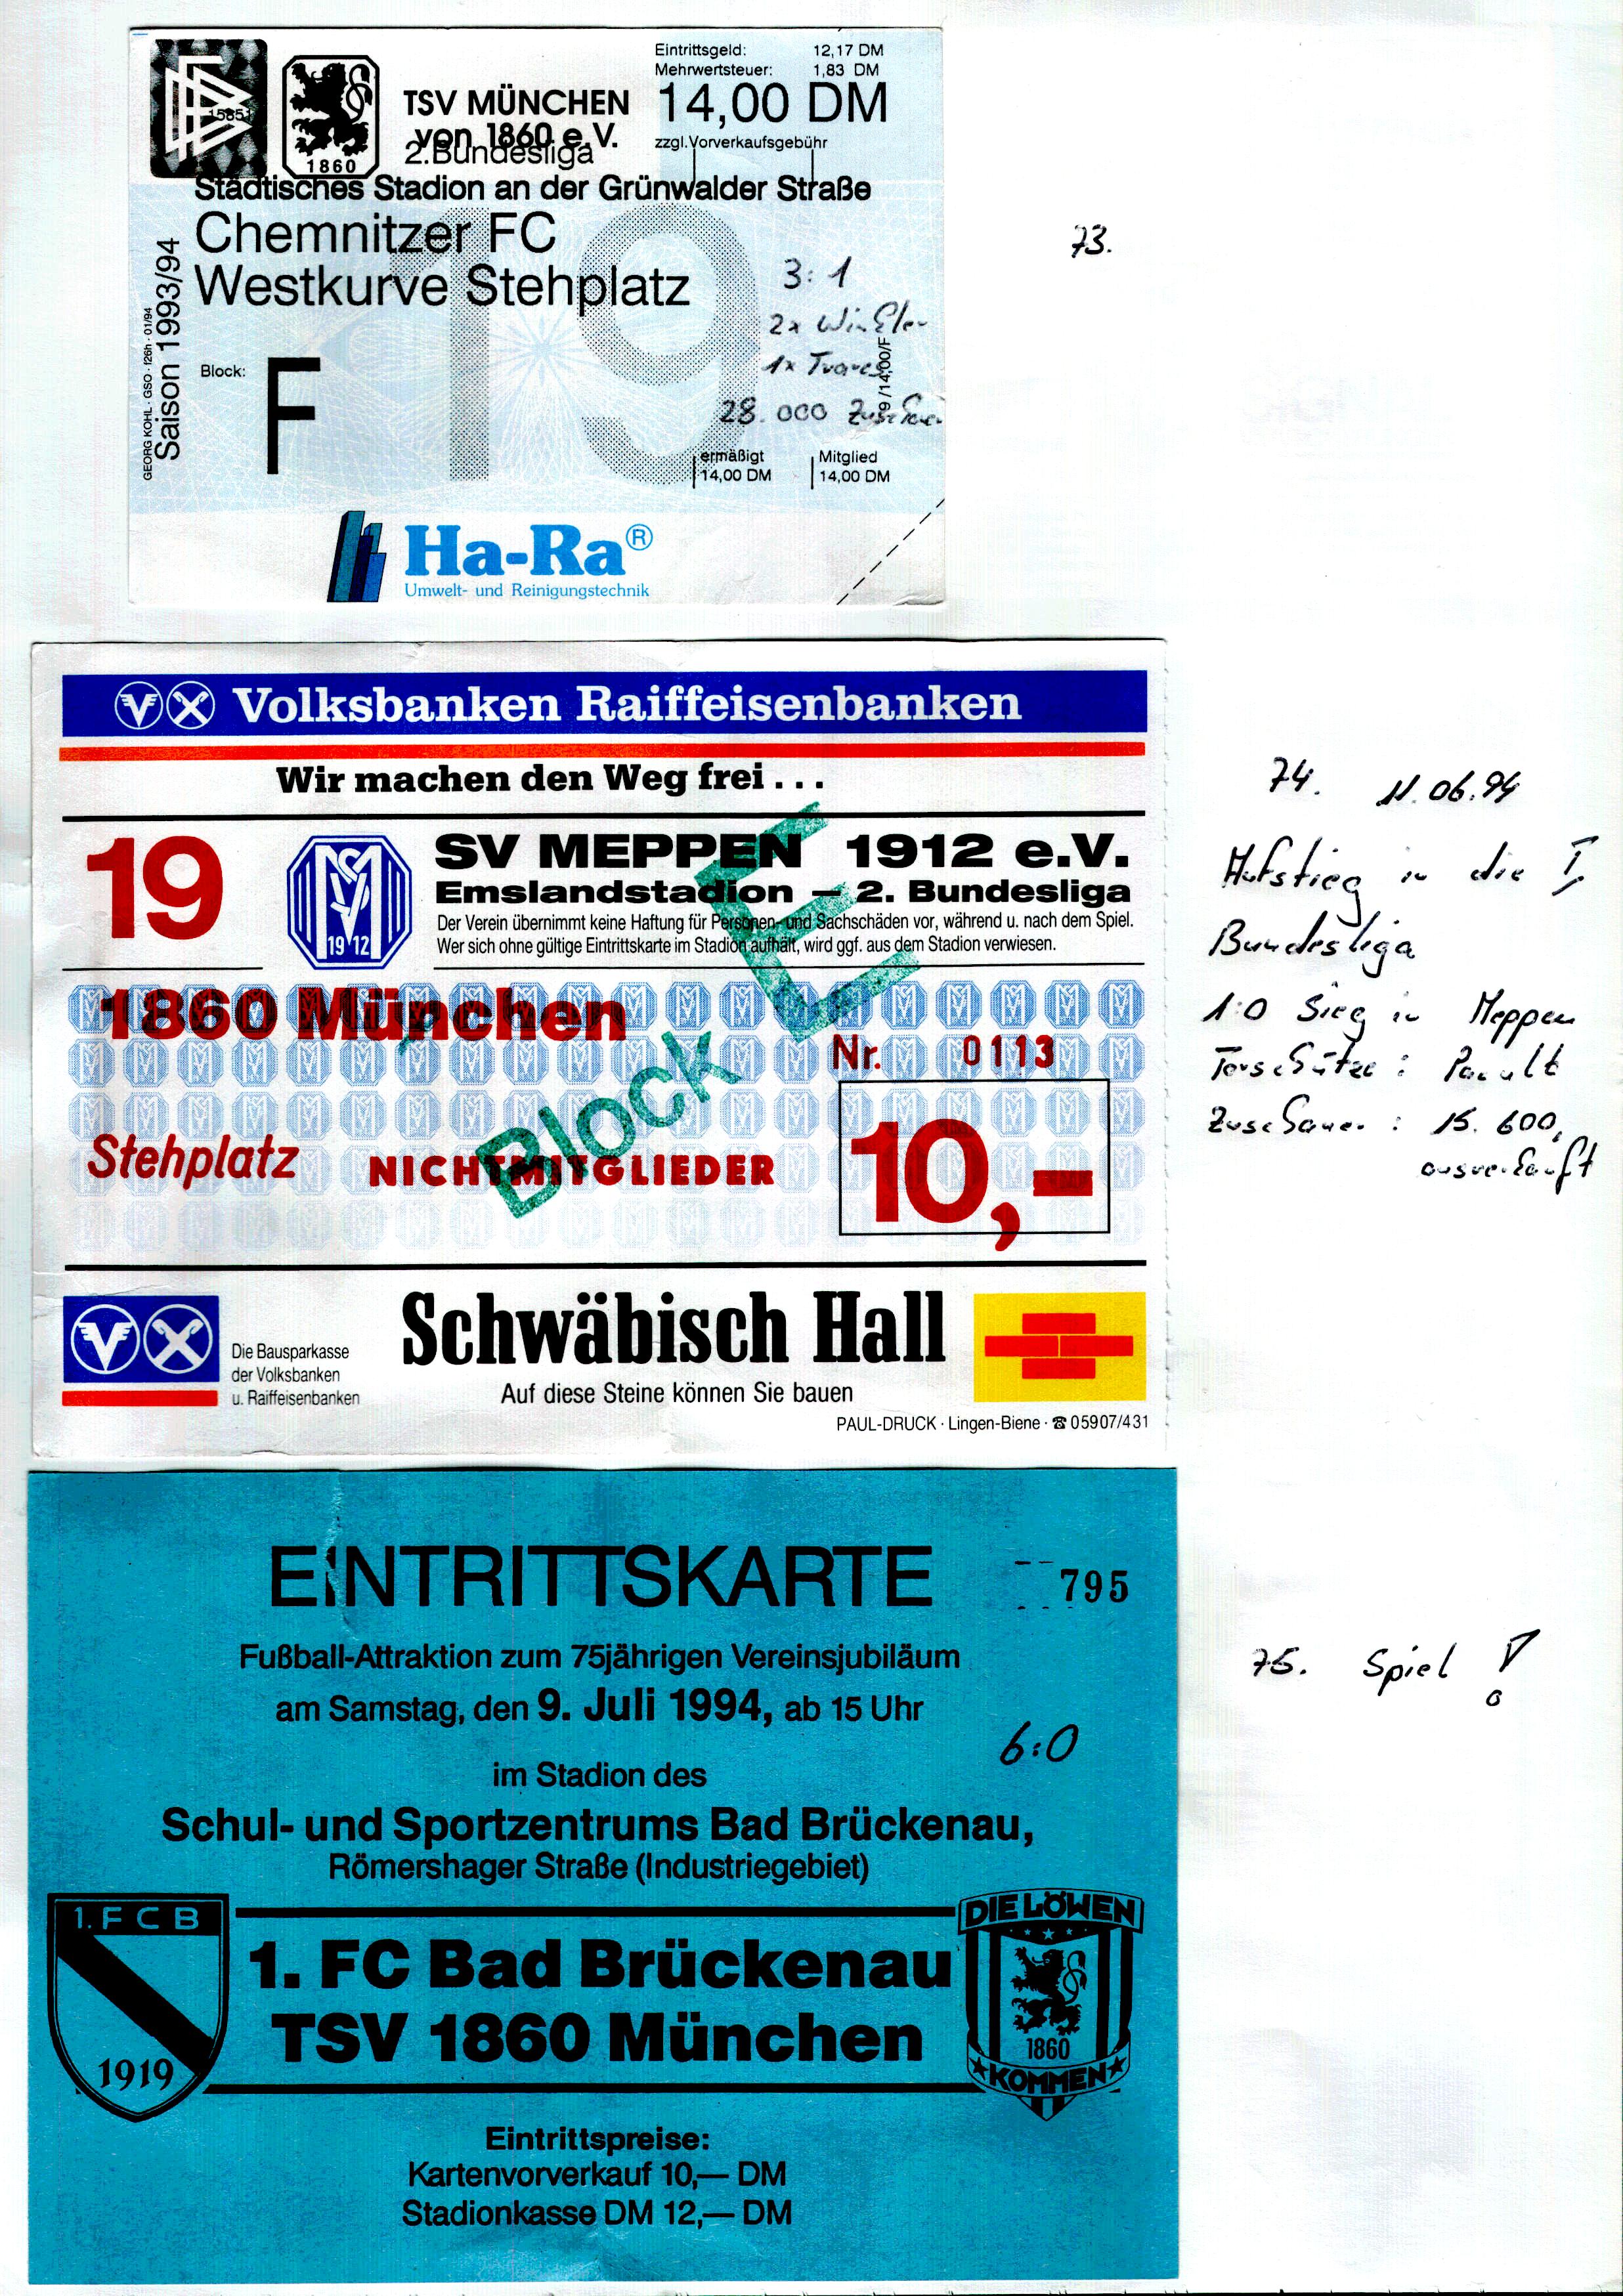 15851
1860
TSV MÜNCHEN
von 1860 e.V.
2.Bundesliga
Eintrittsgeld: 12,17 DM
Mehrwertsteuer: 1,83 DM
14,00 DM
zzgl.Vorverkaufsgebühr
Städtisches Stadion an der Grünwalder Straße
Chemnitzer FC
Westkurve Stehplatz
19
GEORG KOHL · GSO · f26h · 01/94
Saison 1993/94
Block:
F
3:1
2x Winkler
1x Tvares
28.000 Zuschauer
9/14,00/F
ermäßigt
14,00 DM
Mitglied
14,00 DM
Ha-Ra®
Umwelt- und Reinigungstechnik
73.
Volksbanken Raiffeisenbanken
Wir machen den Weg frei . . .
19
1912
SV MEPPEN 1912 e.V.
Emslandstadion — 2. Bundesliga
Der Verein übernimmt keine Haftung für Personen- und Sachschäden vor, während u. nach dem Spiel.
Wer sich ohne gültige Eintrittskarte im Stadion aufhält, wird ggf. aus dem Stadion verwiesen.
1860 München
Nr. 0113
Block E
Stehplatz NICHTMITGLIEDER
10,-
Die Bausparkasse
der Volksbanken
u. Raiffeisenbanken
Schwäbisch Hall
Auf diese Steine können Sie bauen
PAUL-DRUCK · Lingen-Biene · ☎ 05907/431
74. 11.06.94
Aufstieg in die I.
Bundesliga
1:0 Sieg in Meppen
Torschütze : Pacult
Zuschauer : 15.600,
ausverkauft
EINTRITTSKARTE
795
Fußball-Attraktion zum 75jährigen Vereinsjubiläum
am Samstag, den 9. Juli 1994, ab 15 Uhr
6:0
im Stadion des
Schul- und Sportzentrums Bad Brückenau,
Römershager Straße (Industriegebiet)
1. F C B
1919
1. FC Bad Brückenau
TSV 1860 München
DIE LÖWEN
1860
KOMMEN
Eintrittspreise:
Kartenvorverkauf 10,— DM
Stadionkasse DM 12,— DM
75. Spiel !